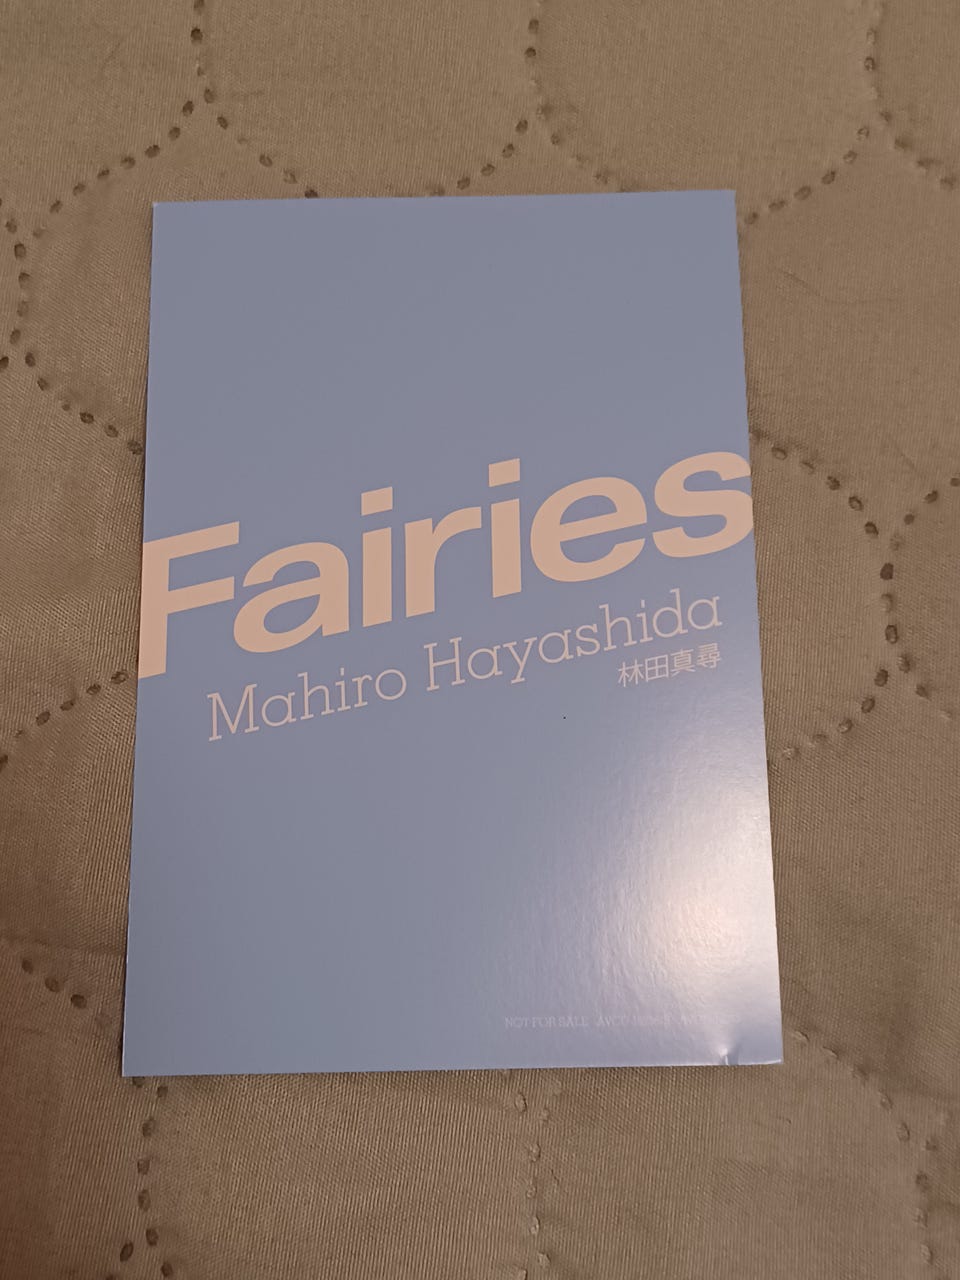 Fairies
Mahiro Hayashida
林田真尋
NOT FOR SALE